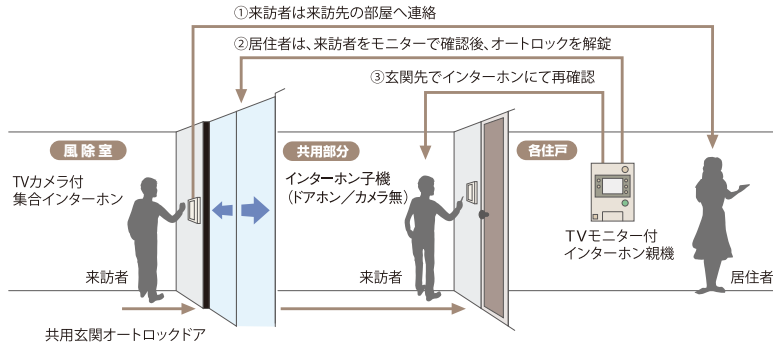 ①来訪者は来訪先の部屋へ連絡
②居住者は、来訪者をモニターで確認後、オートロックを解錠
③玄関先でインターホンにて再確認
風除室
TVカメラ付
集合インターホン
来訪者
共用玄関オートロックドア
共用部分
インターホン子機
（ドアホン／カメラ無）
来訪者
各住戸
TVモニター付
インターホン親機
居住者